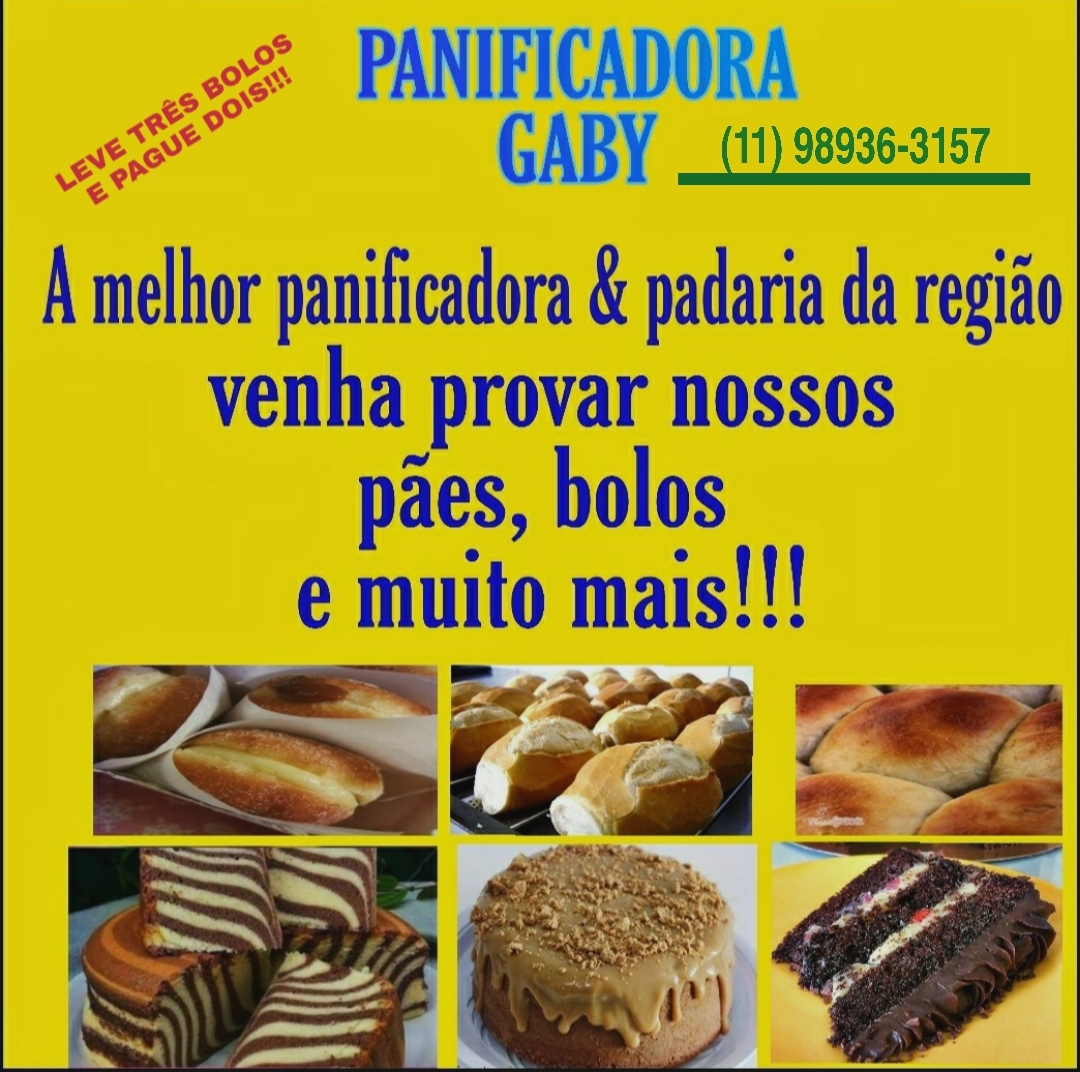 LEVE TRÊS BOLOS
E PAGUE DOIS!!!
PANIFICADORA
GABY
(11) 98936-3157
A melhor panificadora & padaria da região
venha provar nossos
pães, bolos
e muito mais!!!